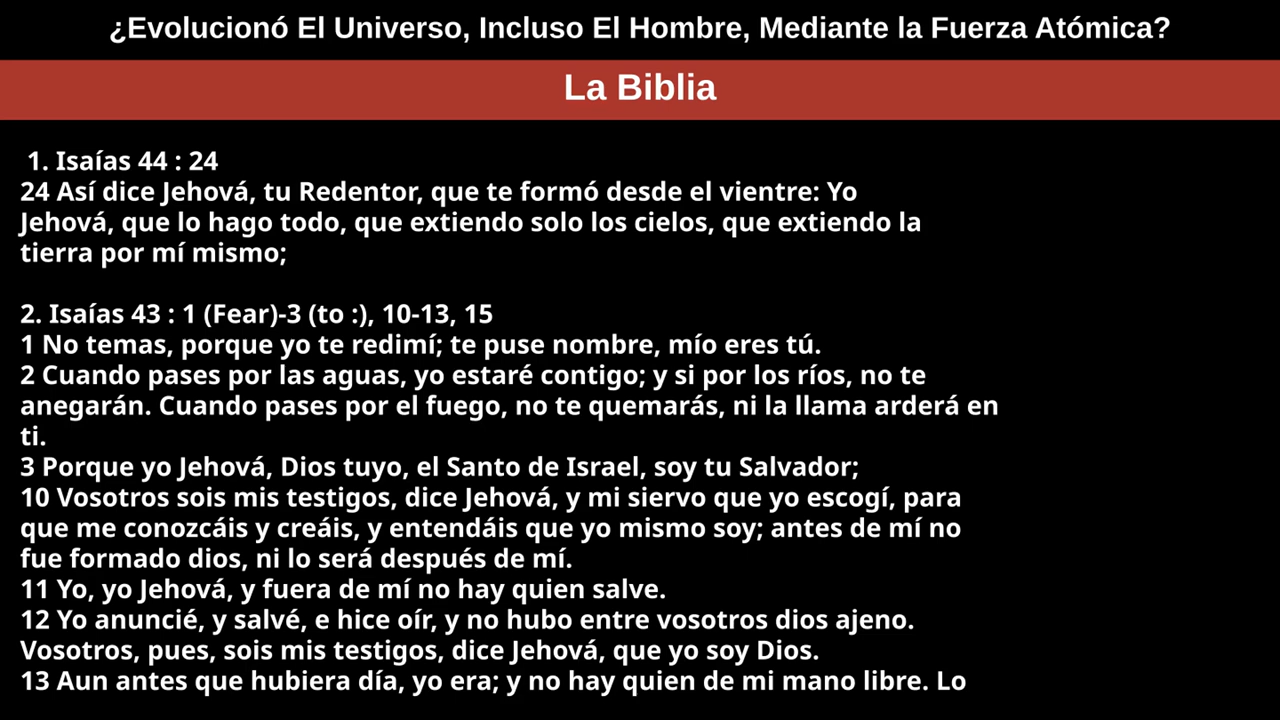 ¿Evolucionó El Universo, Incluso El Hombre, Mediante la Fuerza Atómica?
La Biblia
1. Isaías 44 : 24
24 Así dice Jehová, tu Redentor, que te formó desde el vientre: Yo
Jehová, que lo hago todo, que extiendo solo los cielos, que extiendo la
tierra por mí mismo;
2. Isaías 43 : 1 (Fear)-3 (to :), 10-13, 15
1 No temas, porque yo te redimí; te puse nombre, mío eres tú.
2 Cuando pases por las aguas, yo estaré contigo; y si por los ríos, no te
anegarán. Cuando pases por el fuego, no te quemarás, ni la llama arderá en
ti.
3 Porque yo Jehová, Dios tuyo, el Santo de Israel, soy tu Salvador;
10 Vosotros sois mis testigos, dice Jehová, y mi siervo que yo escogí, para
que me conozcáis y creáis, y entendáis que yo mismo soy; antes de mí no
fue formado dios, ni lo será después de mí.
11 Yo, yo Jehová, y fuera de mí no hay quien salve.
12 Yo anuncié, y salvé, e hice oír, y no hubo entre vosotros dios ajeno.
Vosotros, pues, sois mis testigos, dice Jehová, que yo soy Dios.
13 Aun antes que hubiera día, yo era; y no hay quien de mi mano libre. Lo